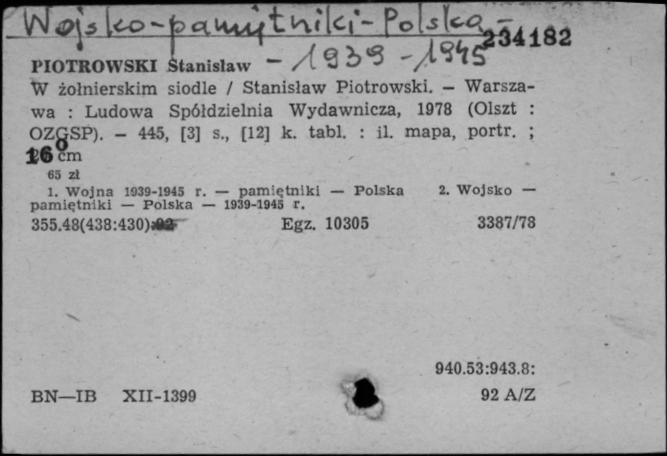 Wojsko-pamiętniki-Polska-
-1939-1945
234182
PIOTROWSKI Stanisław
W żołnierskim siodle / Stanisław Piotrowski. — Warsza-
wa : Ludowa Spółdzielnia Wydawnicza, 1978 (Olszt :
OZGSP). — 445, [3] s., [12] k. tabl. : il. mapa, portr. ;
cm
16°
65 zł
1. Wojna 1939-1945 r. — pamiętniki — Polska 2. Wojsko —
pamiętniki — Polska — 1939-1945 r.
355.48(438:430) Egz. 10305 3387/78
940.53:943.8:
BN—IB XII-1399 92 A/Z